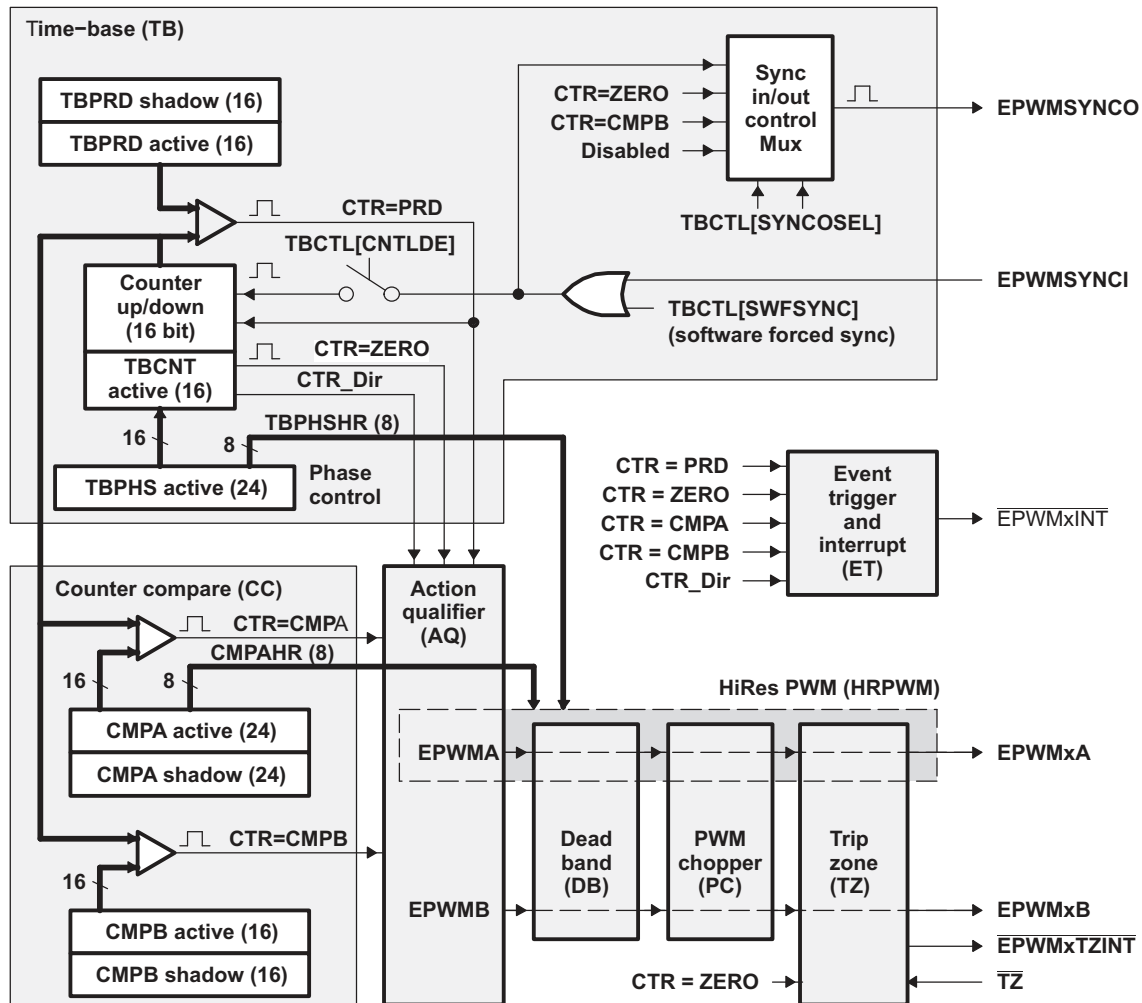 Time−base (TB)
TBPRD shadow (16)
TBPRD active (16)
CTR=PRD
TBCTL[CNTLDE]
Counter
up/down
(16 bit)
TBCNT
active (16)
CTR=ZERO
CTR_Dir
16
8
TBPHSHR (8)
TBPHS active (24)
Phase
control
CTR=ZERO
CTR=CMPB
Disabled
Sync
in/out
control
Mux
TBCTL[SYNCOSEL]
EPWMSYNCO
EPWMSYNCI
TBCTL[SWFSYNC]
(software forced sync)
CTR = PRD
CTR = ZERO
CTR = CMPA
CTR = CMPB
CTR_Dir
Event
trigger
and
interrupt
(ET)
EPWMxINT
Counter compare (CC)
CTR=CMPA
16
8
CMPAHR (8)
CMPA active (24)
CMPA shadow (24)
CTR=CMPB
16
CMPB active (16)
CMPB shadow (16)
Action
qualifier
(AQ)
EPWMA
EPWMB
HiRes PWM (HRPWM)
Dead
band
(DB)
PWM
chopper
(PC)
Trip
zone
(TZ)
CTR = ZERO
EPWMxA
EPWMxB
EPWMxTZINT
TZ